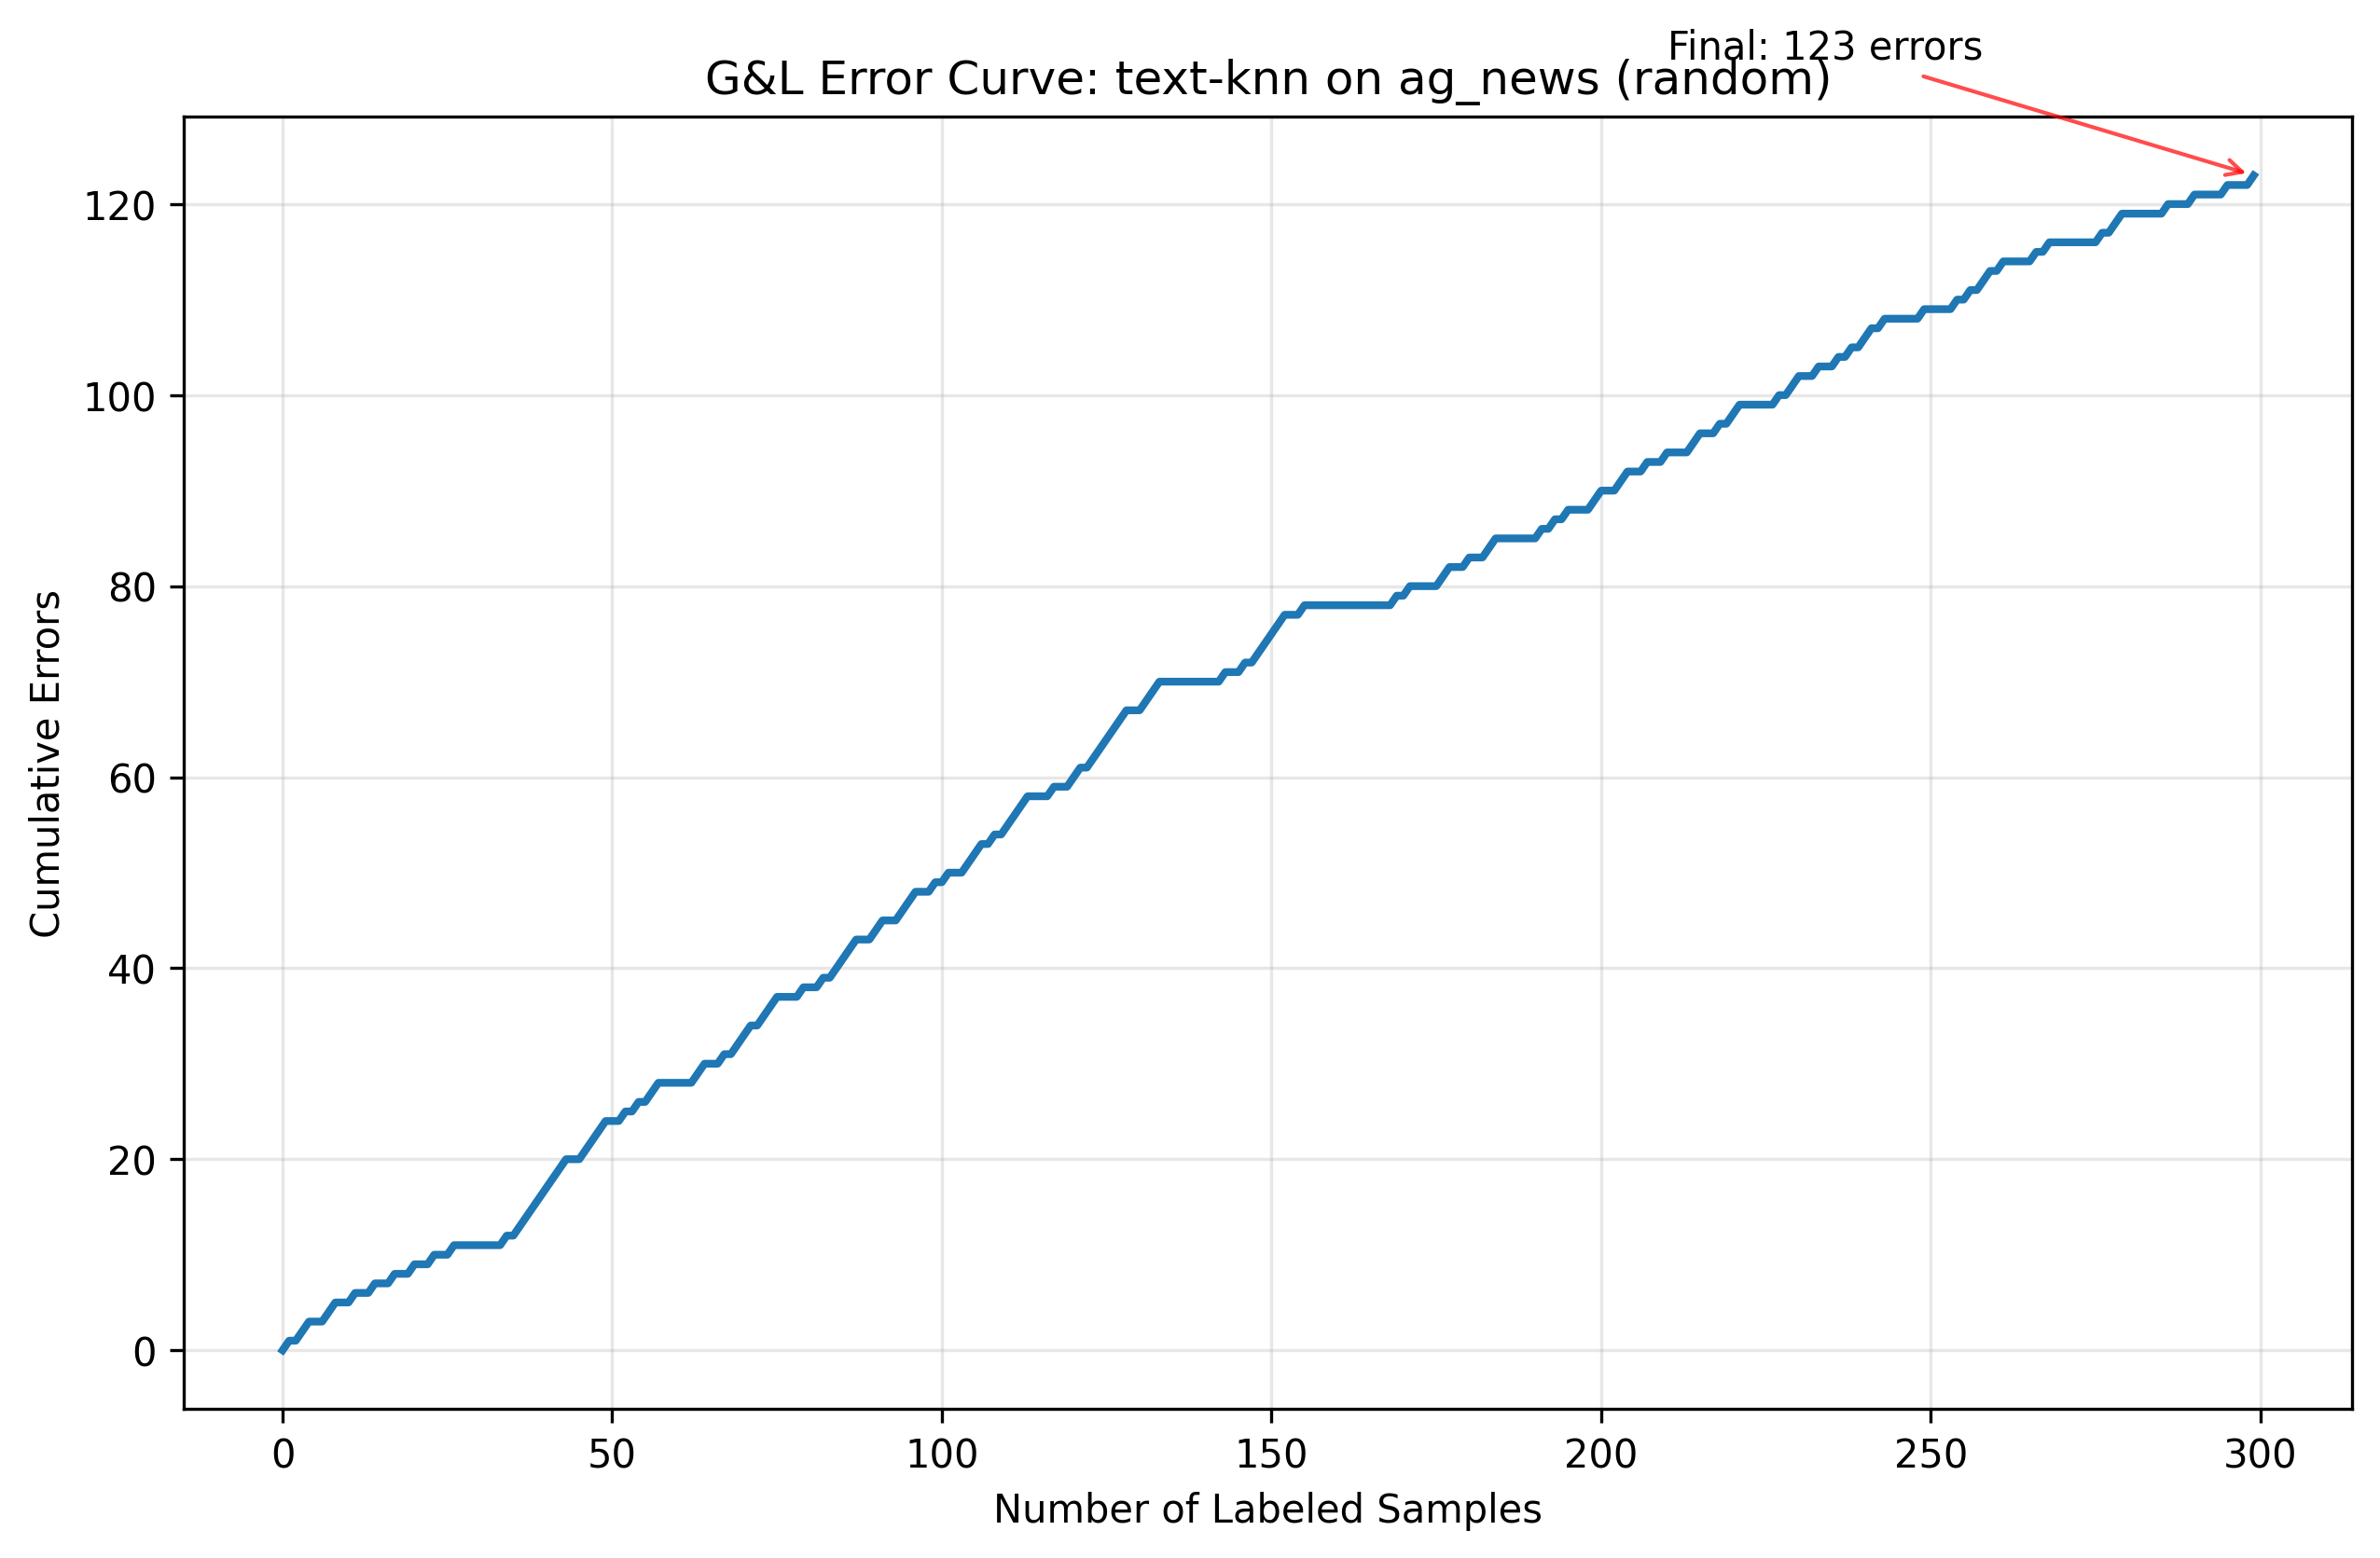 Final: 123 errors
G&L Error Curve: text-knn on ag_news (random)
Cumulative Errors
120
100
80
60
40
20
0
0 50 100 150 200 250 300
Number of Labeled Samples